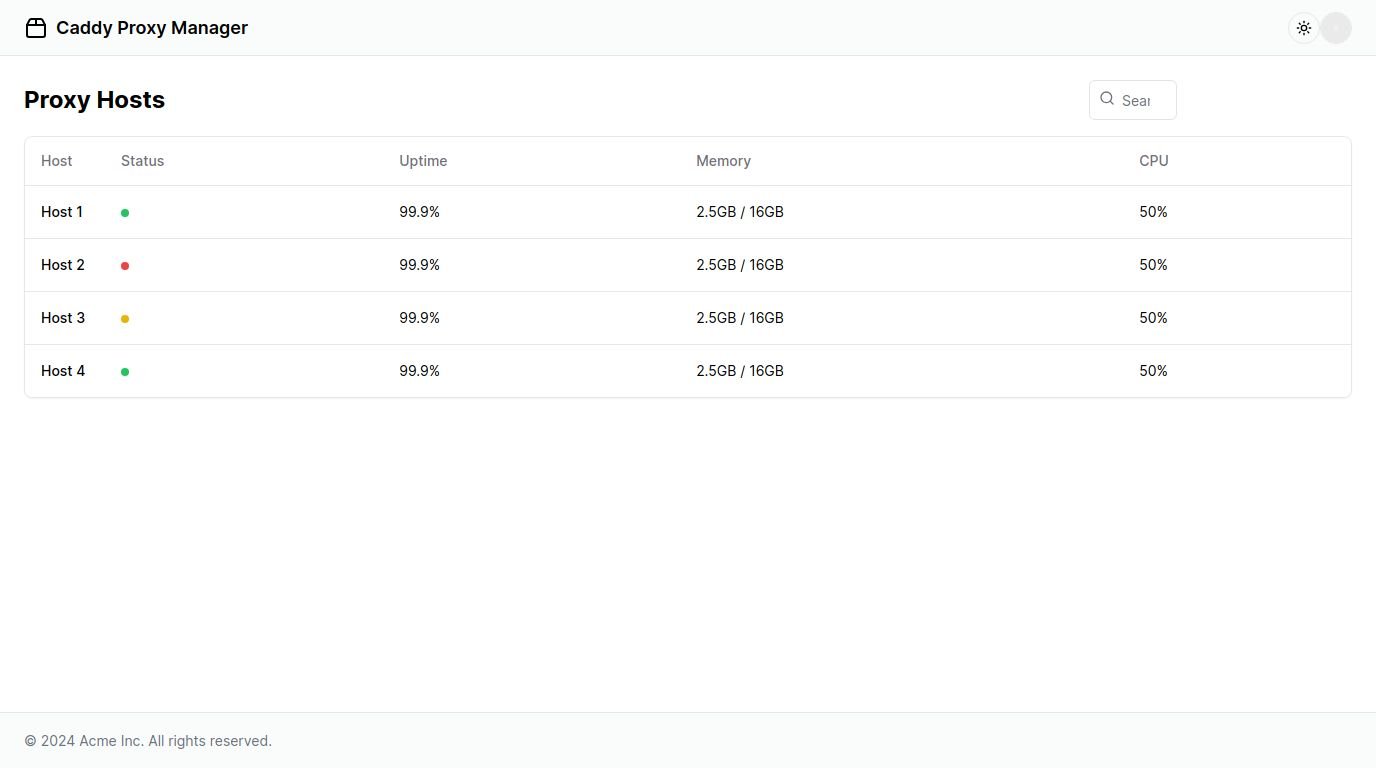 Caddy Proxy Manager
Proxy Hosts
Sear
Host Status Uptime Memory CPU
Host 1 99.9% 2.5GB / 16GB 50%
Host 2 99.9% 2.5GB / 16GB 50%
Host 3 99.9% 2.5GB / 16GB 50%
Host 4 99.9% 2.5GB / 16GB 50%
© 2024 Acme Inc. All rights reserved.